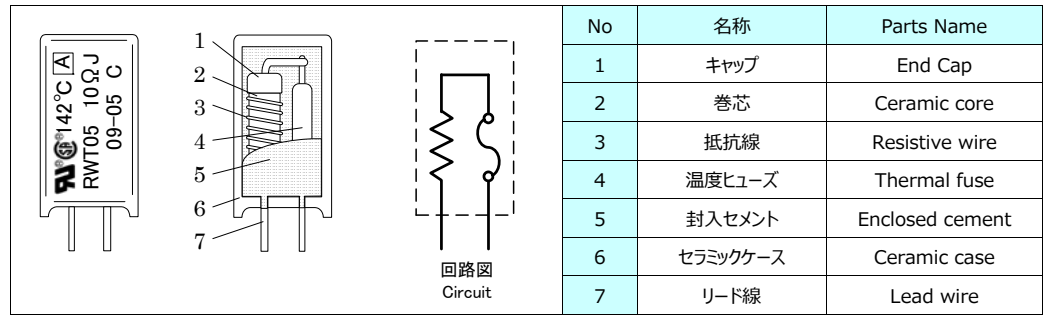 142°C A
RWT05 10Ω J
09-05 C
1
2
3
4
5
6
7
回路図
Circuit
No 名称 Parts Name
1 キャップ End Cap
2 巻芯 Ceramic core
3 抵抗線 Resistive wire
4 温度ヒューズ Thermal fuse
5 封入セメント Enclosed cement
6 セラミックケース Ceramic case
7 リード線 Lead wire